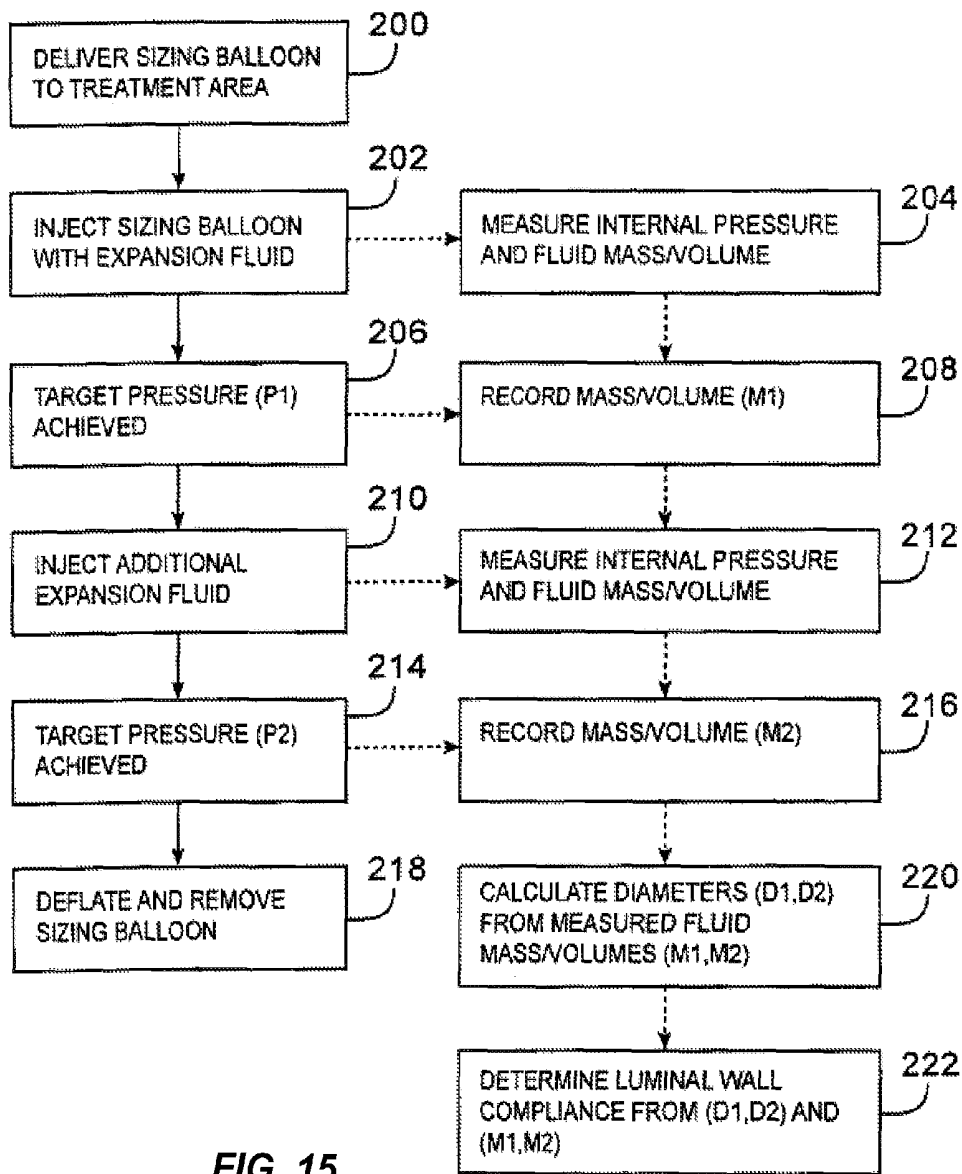 200
DELIVER SIZING BALLOON
TO TREATMENT AREA
202
INJECT SIZING BALLOON
WITH EXPANSION FLUID
204
MEASURE INTERNAL PRESSURE
AND FLUID MASS/VOLUME
206
TARGET PRESSURE (P1)
ACHIEVED
208
RECORD MASS/VOLUME (M1)
210
INJECT ADDITIONAL
EXPANSION FLUID
212
MEASURE INTERNAL PRESSURE
AND FLUID MASS/VOLUME
214
TARGET PRESSURE (P2)
ACHIEVED
216
RECORD MASS/VOLUME (M2)
218
DEFLATE AND REMOVE
SIZING BALLOON
220
CALCULATE DIAMETERS (D1,D2)
FROM MEASURED FLUID
MASS/VOLUMES (M1,M2)
222
DETERMINE LUMINAL WALL
COMPLIANCE FROM (D1,D2) AND
(M1,M2)
FIG. 15